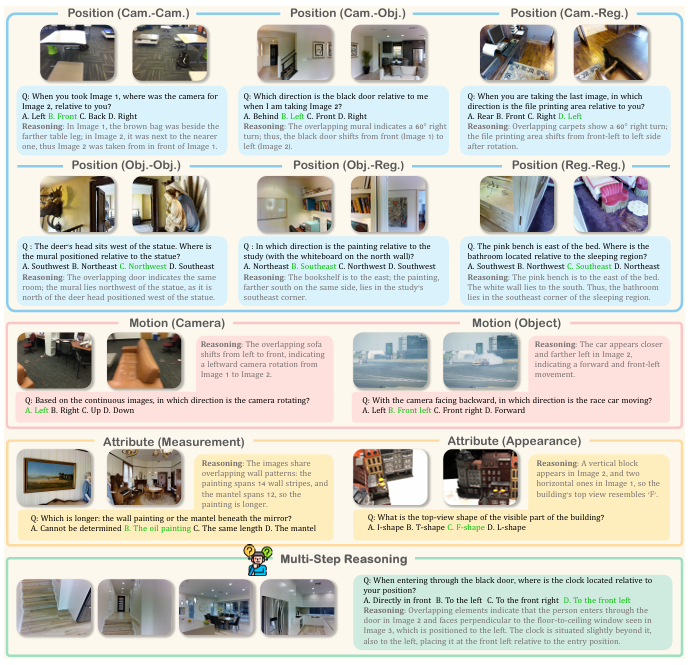 Position (Cam.-Cam.)
Position (Cam.-Obj.)
Position (Cam.-Reg.)
Q: When you took Image 1, where was the camera for
Image 2, relative to you?
A. Left B. Front C. Back D. Right
Reasoning: In Image 1, the brown bag was beside the
farther table leg; in Image 2, it was next to the nearer
one, thus Image 2 was taken from in front of Image 1.
Q: Which direction is the black door relative to me
when I am taking Image 2?
A. Behind B. Left C. Front D. Right
Reasoning: The overlapping mural indicates a 60° right
turn; thus, the black door shifts from front (Image 1) to
left (Image 2).
Q: When you are taking the last image, in which
direction is the file printing area relative to you?
A. Rear B. Front C. Right D. Left
Reasoning: Overlapping carpets show a 60° right turn;
the file printing area shifts from front-left to left side
after rotation.
Position (Obj.-Obj.)
Position (Obj.-Reg.)
Position (Reg.-Reg.)
Q : The deer's head sits west of the statue. Where is
the mural positioned relative to the statue?
A. Southwest B. Northeast C. Northwest D. Southeast
Reasoning: The overlapping door indicates the same
room; the mural lies northwest of the statue, as it is
north of the deer head positioned west of the statue.
Q : In which direction is the painting relative to the
study (with the whiteboard on the north wall)?
A. Northeast B. Southeast C. Northwest D. Southwest
Reasoning: The bookshelf is to the east; the painting,
farther south on the same side, lies in the study's
southeast corner.
Q. The pink bench is east of the bed. Where is the
bathroom located relative to the sleeping region?
A. Southwest B. Northwest C. Southeast D. Northeast
Reasoning: The pink bench is to the east of the bed.
The white wall lies to the south. Thus, the bathroom
lies in the southeast corner of the sleeping region.
Motion (Camera)
Motion (Object)
Reasoning: The overlapping sofa
shifts from left to front, indicating
a leftward camera rotation from
Image 1 to Image 2.
Q: Based on the continuous images, in which direction is the camera rotating?
A. Left B. Right C. Up D. Down
Reasoning: The car appears closer
and farther left in Image 2,
indicating a forward and front-left
movement.
Q: With the camera facing backward, in which direction is the race car moving?
A. Left B. Front left C. Front right D. Forward
Attribute (Measurement)
Attribute (Appearance)
Reasoning: The images share
overlapping wall patterns: the
painting spans 14 wall stripes, and
the mantel spans 12, so the
painting is longer.
Q: Which is longer: the wall painting or the mantel beneath the mirror?
A. Cannot be determined B. The oil painting C. The same length D. The mantel
Reasoning: A vertical block
appears in Image 2, and two
horizontal ones in Image 1, so the
building's top view resembles 'F'.
Q: What is the top-view shape of the visible part of the building?
A. I-shape B. T-shape C. F-shape D. L-shape
Multi-Step Reasoning
Q: When entering through the black door, where is the clock located relative to
your position?
A. Directly in front B. To the left C. To the front right D. To the front left
Reasoning: Overlapping elements indicate that the person enters through the
door in Image 2 and faces perpendicular to the floor-to-ceiling window seen in
Image 3, which is positioned to the left. The clock is situated slightly beyond it,
also to the left, placing it at the front left relative to the entry position.